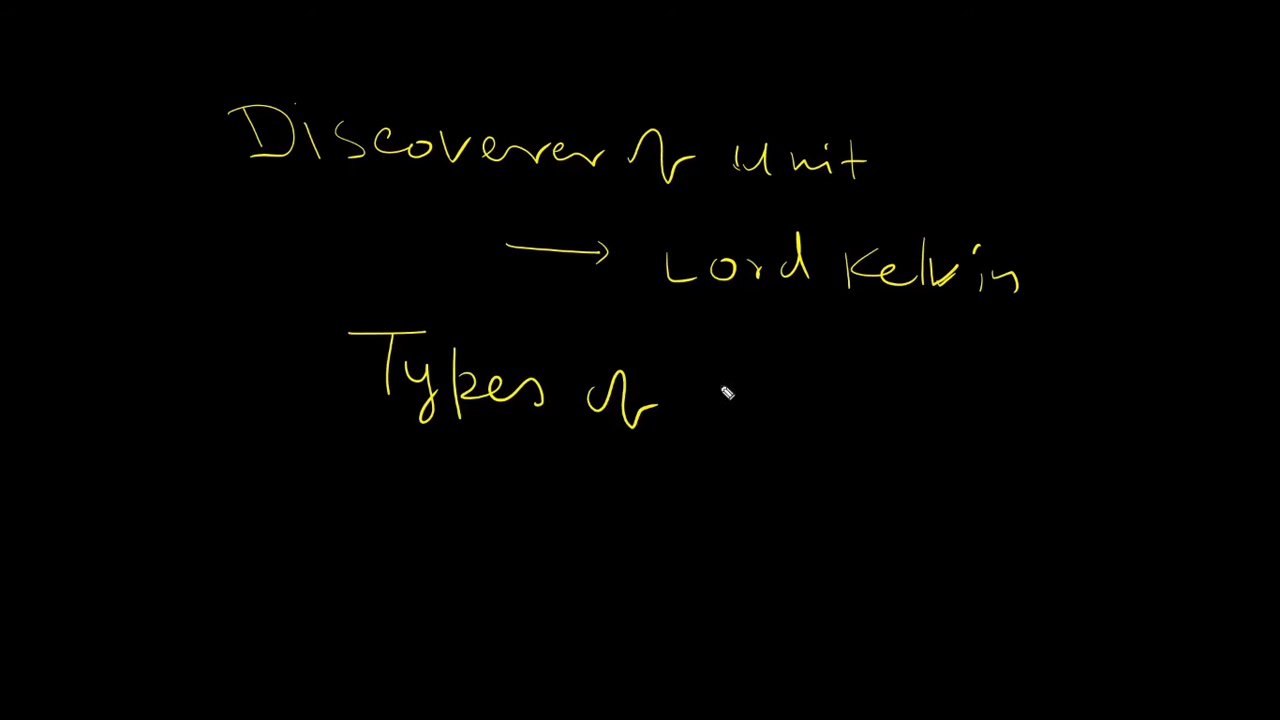 Discoverer of unit
→ Lord Kelvin
Types of